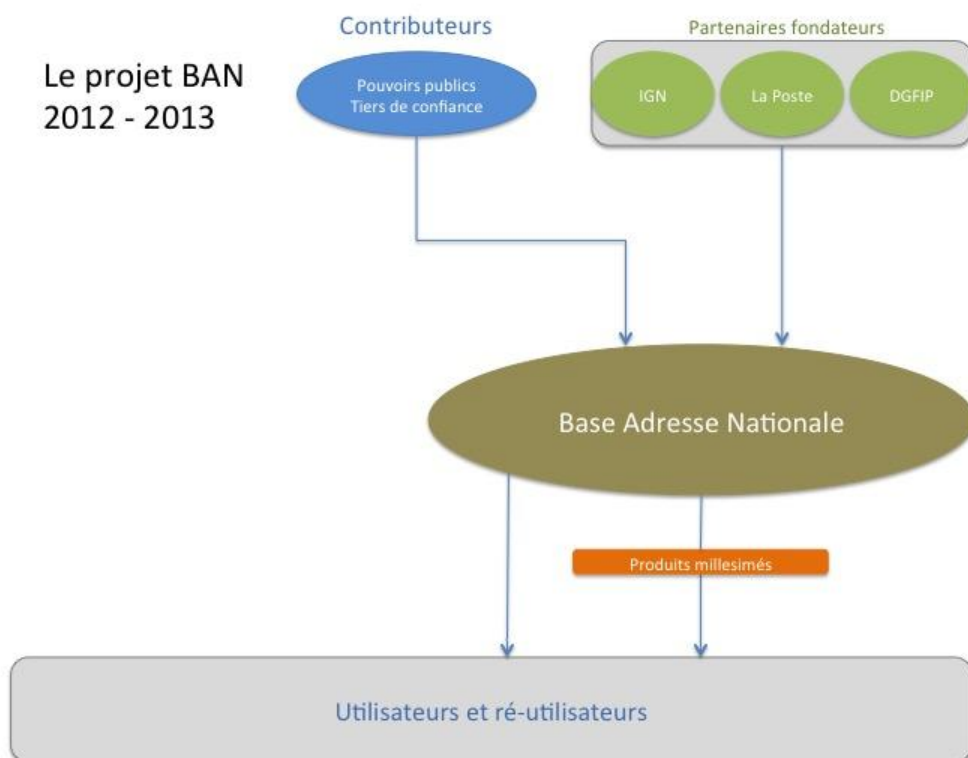 Le projet BAN
2012 - 2013
Contributeurs
Pouvoirs publics
Tiers de confiance
Partenaires fondateurs
IGN
La Poste
DGFIP
Base Adresse Nationale
Produits millesimés
Utilisateurs et ré-utilisateurs